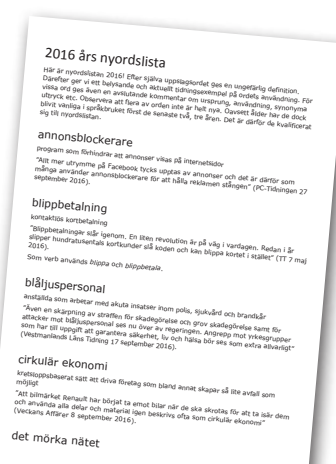 2016 års nyordslista
Här är nyordslistan 2016! Efter själva uppslagsordet ges en ungefärlig definition.
Därefter ger vi ett belysande och aktuellt tidningsexempel på ordets användning. För
vissa ord ges även en avslutande kommentar om ursprung, användning, synonyma
uttryck etc. Observera att flera av orden inte är helt nya. Oavsett ålder har de dock
blivit vanliga i språkbruket först de senaste två, tre åren. Det är därför de kvalificerat
sig till nyordslistan.
annonsblockerare
program som förhindrar att annonser visas på internetsidor
”Allt mer utrymme på Facebook tycks upptas av annonser och det är därför som
många använder annonsblockerare för att hålla reklamen stången” (PC-Tidningen 27
september 2016).
blippbetalning
kontaktlös kortbetalning
”Blippbetalningar slår igenom. En liten revolution är på väg i vardagen. Redan i år
slipper hundratusentals kortkunder slå koden och kan blippa kortet i stället” (TT 7 maj
2016).
Som verb används blippa och blippbetala.
blåljuspersonal
anställda som arbetar med akuta insatser inom polis, sjukvård och brandkår
”Även en skärpning av straffen för skadegörelse och grov skadegörelse samt för
attacker mot blåljuspersonal ses nu över av regeringen. Angrepp mot yrkesgrupper
som har till uppgift att garantera säkerhet, liv och hälsa bör ses som extra allvarligt”
(Vestmanlands Läns Tidning 17 september 2016).
cirkulär ekonomi
kretsloppsbaserat sätt att driva företag som bland annat skapar så lite avfall som
möjligt
”Att bilmärket Renault har börjat ta emot bilar när de ska skrotas för att ta isär dem
och använda alla delar och material igen beskrivs ofta som cirkulär ekonomi”
(Veckans Affärer 8 september 2016).
det mörka nätet